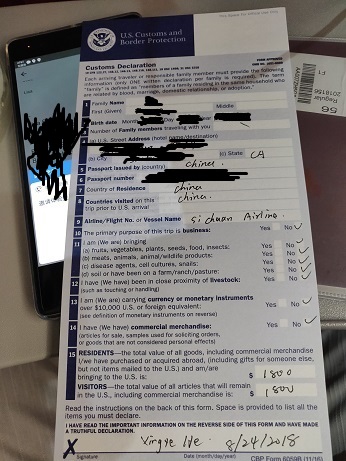 This Space For Office Use Only
U.S. Customs and
Border Protection
Customs Declaration
FORM APPROVED
Each arriving traveler or responsible family member must provide the following
information (only ONE written declaration per family is required). The term
"family" is defined as "members of a family residing in the same household who
are related by blood, marriage, domestic relationship, or adoption."
1 Family Name
First (Given) Middle
2 Birth date Month Day Year
3 Number of Family members traveling with you
4 (a) U.S. Street Address (hotel name/destination)
(b) City (c) State CA
5 Passport issued by (country) china
6 Passport number
7 Country of Residence china
8 Countries visited on this china.
trip prior to U.S. arrival
9 Airline/Flight No. or Vessel Name Sichuan Airline.
10 The primary purpose of this trip is business: Yes No
11 I am (We are) bringing
(a) fruits, vegetables, plants, seeds, food, insects: Yes No
(b) meats, animals, animal/wildlife products: Yes No
(c) disease agents, cell cultures, snails: Yes No
(d) soil or have been on a farm/ranch/pasture: Yes No
12 I have (We have) been in close proximity of livestock: Yes No
(such as touching or handling)
13 I am (We are) carrying currency or monetary instruments
over $10,000 U.S. or foreign equivalent: Yes No
(see definition of monetary instruments on reverse)
14 I have (We have) commercial merchandise: Yes No
(articles for sale, samples used for soliciting orders,
or goods that are not considered personal effects)
15 RESIDENTS—the total value of all goods, including commercial merchandise
I/we have purchased or acquired abroad, (including gifts for someone else,
but not items mailed to the U.S.) and am/are
bringing to the U.S. is: $ 1800
VISITORS—the total value of all articles that will remain
in the U.S., including commercial merchandise is: $ 1800
Read the instructions on the back of this form. Space is provided to list all the
items you must declare.
I HAVE READ THE IMPORTANT INFORMATION ON THE REVERSE SIDE OF THIS FORM AND HAVE MADE
A TRUTHFUL DECLARATION.
X 8/24/2018
Signature Date (month/day/year)
CBP Form 6059B (11/16)
F1
Regular
2018156